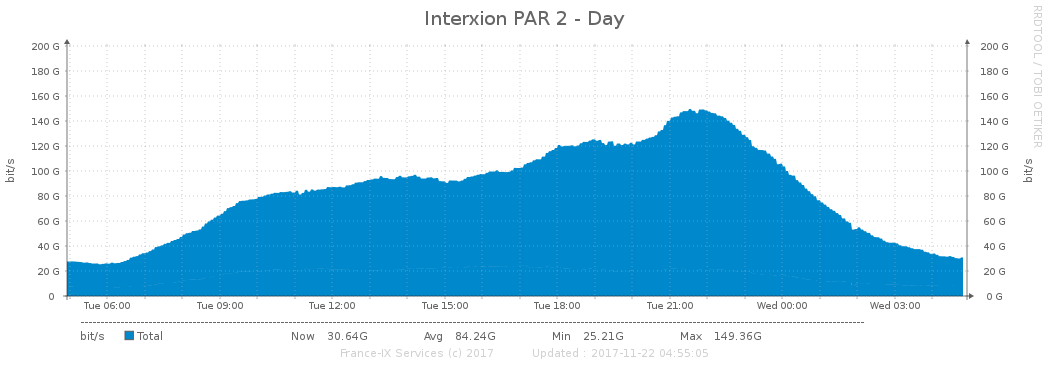 Interxion PAR 2 - Day
RRDTOOL / TOBI OETIKER
bit/s
bit/s
200 G 200 G
180 G 180 G
160 G 160 G
140 G 140 G
120 G 120 G
100 G 100 G
80 G 80 G
60 G 60 G
40 G 40 G
20 G 20 G
0 0 G
Tue 06:00 Tue 09:00 Tue 12:00 Tue 15:00 Tue 18:00 Tue 21:00 Wed 00:00 Wed 03:00
bit/s Total Now 30.64G Avg 84.24G Min 25.21G Max 149.36G
France-IX Services (c) 2017 Updated : 2017-11-22 04:55:05